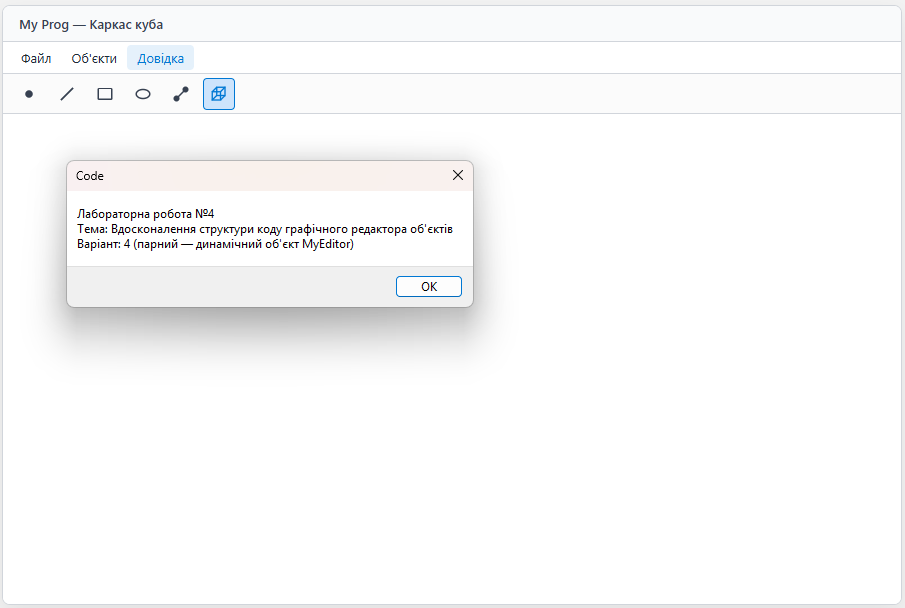 My Prog — Каркас куба
Файл Об'єкти Довідка
Code
Лабораторна робота №4
Тема: Вдосконалення структури коду графічного редактора об'єктів
Варіант: 4 (парний — динамічний об'єкт MyEditor)
OK